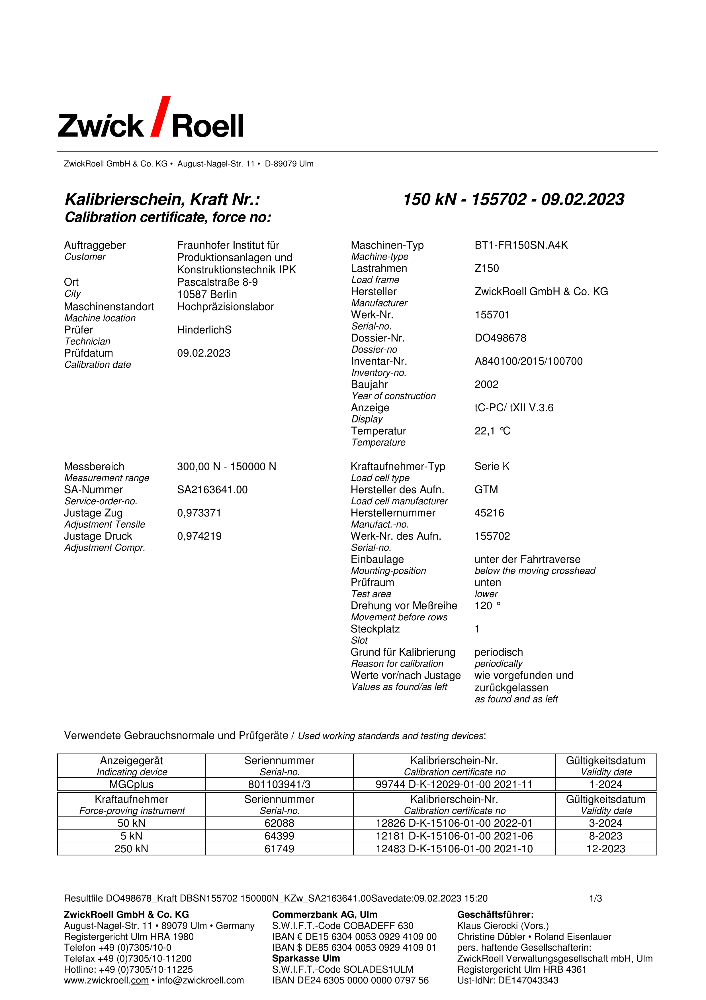 Zwick / Roell
ZwickRoell GmbH & Co. KG • August-Nagel-Str. 11 • D-89079 Ulm
Kalibrierschein, Kraft Nr.: 150 kN - 155702 - 09.02.2023
Calibration certificate, force no:
Auftraggeber Fraunhofer Institut für
Customer Produktionsanlagen und
Konstruktionstechnik IPK
Ort Pascalstraße 8-9
City 10587 Berlin
Maschinenstandort Hochpräzisionslabor
Machine location
Prüfer HinderlichS
Technician
Prüfdatum 09.02.2023
Calibration date
Maschinen-Typ BT1-FR150SN.A4K
Machine-type
Lastrahmen Z150
Load frame
Hersteller ZwickRoell GmbH & Co. KG
Manufacturer
Werk-Nr. 155701
Serial-no.
Dossier-Nr. DO498678
Dossier-no
Inventar-Nr. A840100/2015/100700
Inventory-no.
Baujahr 2002
Year of construction
Anzeige tC-PC/ tXII V.3.6
Display
Temperatur 22,1 °C
Temperature
Messbereich 300,00 N - 150000 N
Measurement range
SA-Nummer SA2163641.00
Service-order-no.
Justage Zug 0,973371
Adjustment Tensile
Justage Druck 0,974219
Adjustment Compr.
Kraftaufnehmer-Typ Serie K
Load cell type
Hersteller des Aufn. GTM
Load cell manufacturer
Herstellernummer 45216
Manufact.-no.
Werk-Nr. des Aufn. 155702
Serial-no.
Einbaulage unter der Fahrtraverse
Mounting-position below the moving crosshead
Prüfraum unten
Test area lower
Drehung vor Meßreihe 120 °
Movement before rows
Steckplatz 1
Slot
Grund für Kalibrierung periodisch
Reason for calibration periodically
Werte vor/nach Justage wie vorgefunden und
Values as found/as left zurückgelassen
as found and as left
Verwendete Gebrauchsnormale und Prüfgeräte / Used working standards and testing devices:
Anzeigegerät Seriennummer Kalibrierschein-Nr. Gültigkeitsdatum
Indicating device Serial-no. Calibration certificate no Validity date
MGCplus 801103941/3 99744 D-K-12029-01-00 2021-11 1-2024
Kraftaufnehmer Seriennummer Kalibrierschein-Nr. Gültigkeitsdatum
Force-proving instrument Serial-no. Calibration certificate no Validity date
50 kN 62088 12826 D-K-15106-01-00 2022-01 3-2024
5 kN 64399 12181 D-K-15106-01-00 2021-06 8-2023
250 kN 61749 12483 D-K-15106-01-00 2021-10 12-2023
Resultfile DO498678_Kraft DBSN155702 150000N_KZw_SA2163641.00Savedate:09.02.2023 15:20 1/3
ZwickRoell GmbH & Co. KG
August-Nagel-Str. 11 • 89079 Ulm • Germany
Registergericht Ulm HRA 1980
Telefon +49 (0)7305/10-0
Telefax +49 (0)7305/10-11200
Hotline: +49 (0)7305/10-11225
www.zwickroell.com • info@zwickroell.com
Commerzbank AG, Ulm
S.W.I.F.T.-Code COBADEFF 630
IBAN € DE15 6304 0053 0929 4109 00
IBAN $ DE85 6304 0053 0929 4109 01
Sparkasse Ulm
S.W.I.F.T.-Code SOLADES1ULM
IBAN DE24 6305 0000 0000 0797 56
Geschäftsführer:
Klaus Cierocki (Vors.)
Christine Dübler • Roland Eisenlauer
pers. haftende Gesellschafterin:
ZwickRoell Verwaltungsgesellschaft mbH, Ulm
Registergericht Ulm HRB 4361
Ust-IdNr: DE147043343